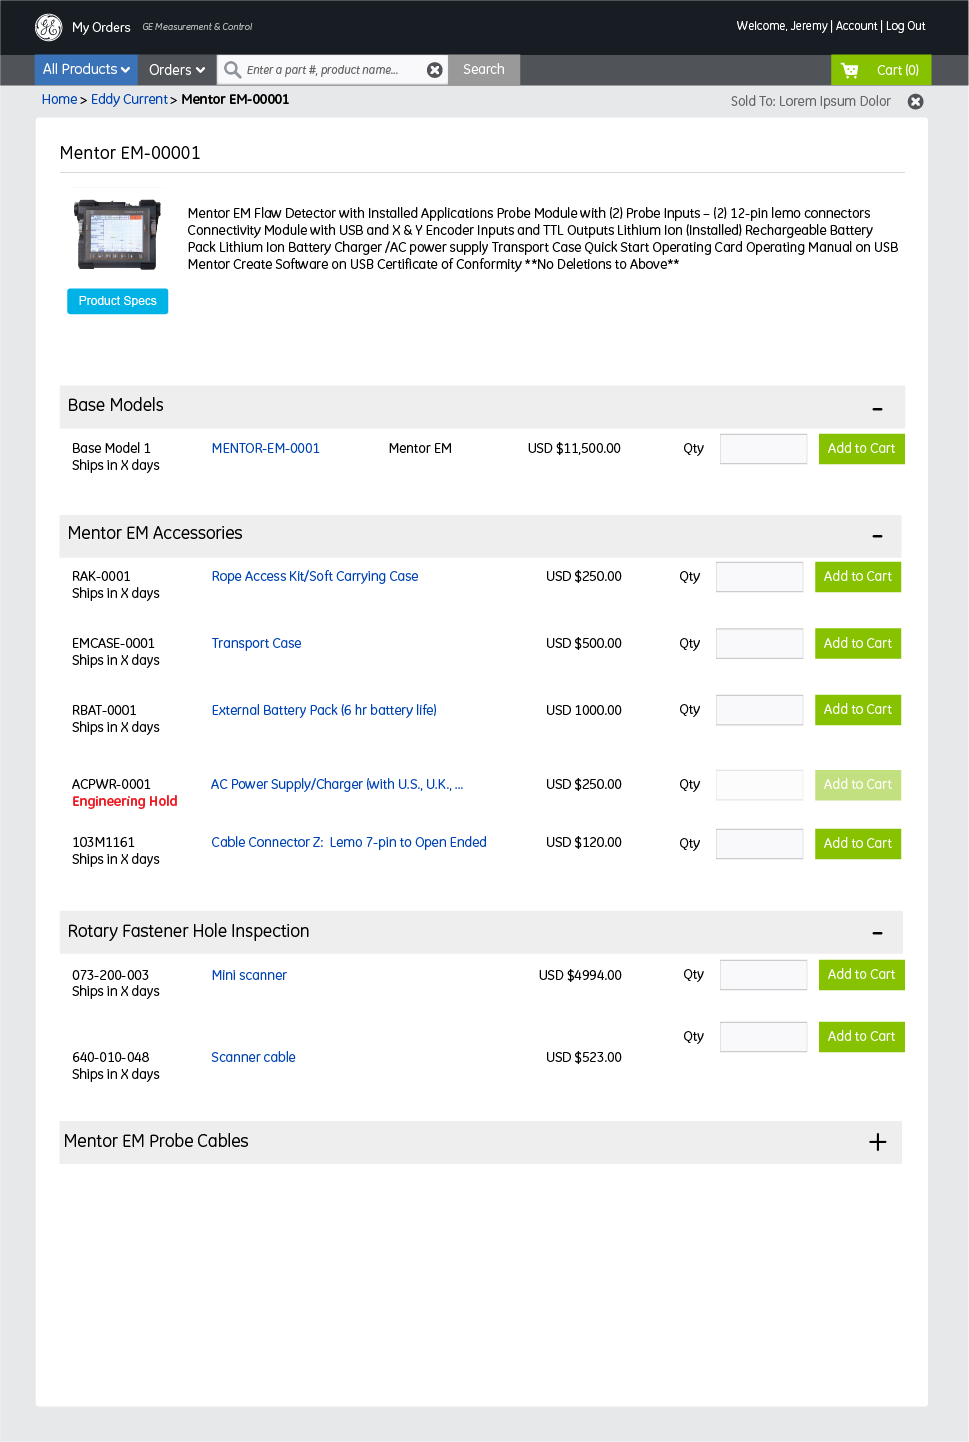 My Orders GE Measurement & Control
Welcome, Jeremy | Account | Log Out
All Products Orders Enter a part #, product name... Search Cart (0)
Home > Eddy Current > Mentor EM-00001
Sold To: Lorem Ipsum Dolor
Mentor EM-00001
Mentor EM Flaw Detector with Installed Applications Probe Module with (2) Probe Inputs – (2) 12-pin lemo connectors
Connectivity Module with USB and X & Y Encoder Inputs and TTL Outputs Lithium Ion (Installed) Rechargeable Battery
Pack Lithium Ion Battery Charger /AC power supply Transport Case Quick Start Operating Card Operating Manual on USB
Mentor Create Software on USB Certificate of Conformity **No Deletions to Above**
Product Specs
Base Models
Base Model 1 MENTOR-EM-0001 Mentor EM USD $11,500.00 Qty Add to Cart
Ships in X days
Mentor EM Accessories
RAK-0001 Rope Access Kit/Soft Carrying Case USD $250.00 Qty Add to Cart
Ships in X days
EMCASE-0001 Transport Case USD $500.00 Qty Add to Cart
Ships in X days
RBAT-0001 External Battery Pack (6 hr battery life) USD 1000.00 Qty Add to Cart
Ships in X days
ACPWR-0001 AC Power Supply/Charger (with U.S., U.K., ... USD $250.00 Qty Add to Cart
Engineering Hold
103M1161 Cable Connector Z: Lemo 7-pin to Open Ended USD $120.00 Qty Add to Cart
Ships in X days
Rotary Fastener Hole Inspection
073-200-003 Mini scanner USD $4994.00 Qty Add to Cart
Ships in X days
Qty Add to Cart
640-010-048 Scanner cable USD $523.00
Ships in X days
Mentor EM Probe Cables